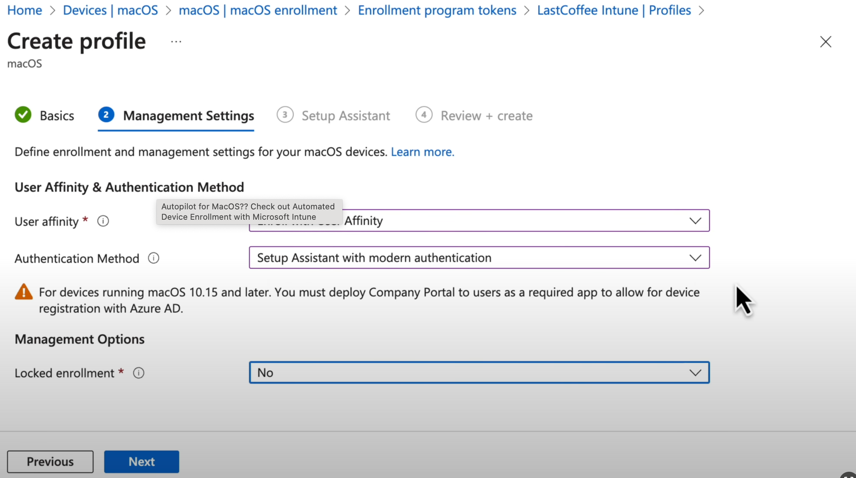 Home > Devices | macOS > macOS | macOS enrollment > Enrollment program tokens > LastCoffee Intune | Profiles >
Create profile ...
macOS
Basics 2 Management Settings 3 Setup Assistant 4 Review + create
Define enrollment and management settings for your macOS devices. Learn more.
User Affinity & Authentication Method
Autopilot for MacOS?? Check out Automated
Device Enrollment with Microsoft Intune
User affinity * Affinity
Authentication Method Setup Assistant with modern authentication
For devices running macOS 10.15 and later. You must deploy Company Portal to users as a required app to allow for device
registration with Azure AD.
Management Options
Locked enrollment * No
Previous Next